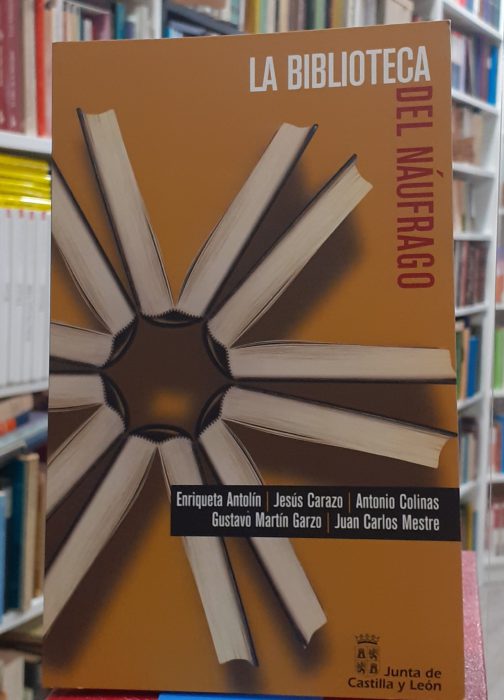 LA BIBLIOTECA
DEL NÁUFRAGO
Enriqueta Antolín | Jesús Carazo | Antonio Colinas
Gustavo Martín Garzo | Juan Carlos Mestre
Junta de
Castilla y León